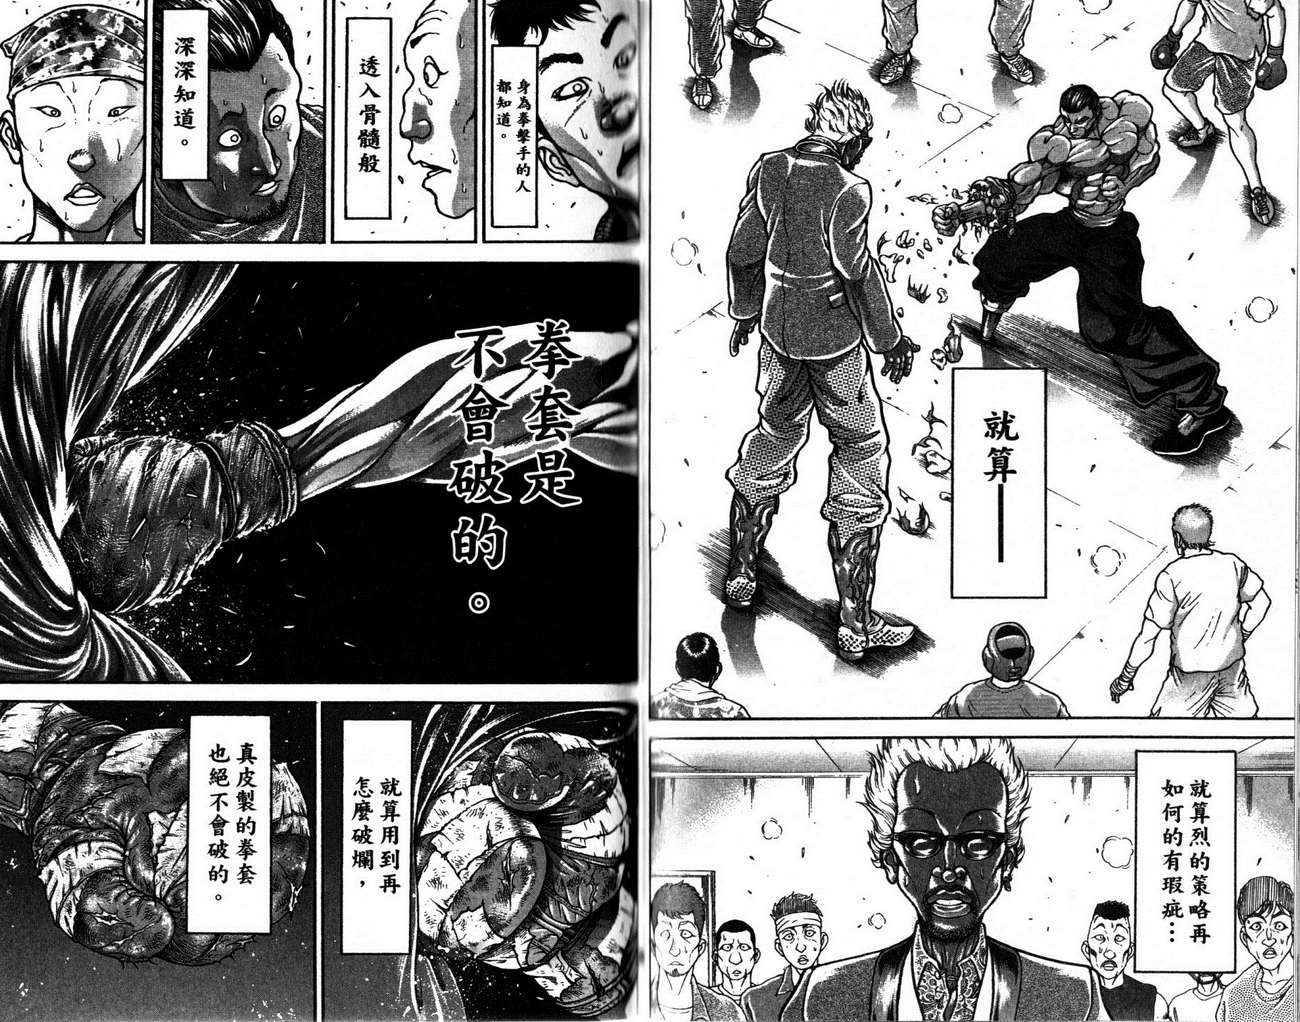 就算——
就算烈的策略再
如何的有瑕疵…
身為拳擊手的人
都知道。
透入骨髓般
深深知道。
拳套是
不會破的。
就算用到再
怎麼破爛，
真皮製的拳套
也絕不會破的。